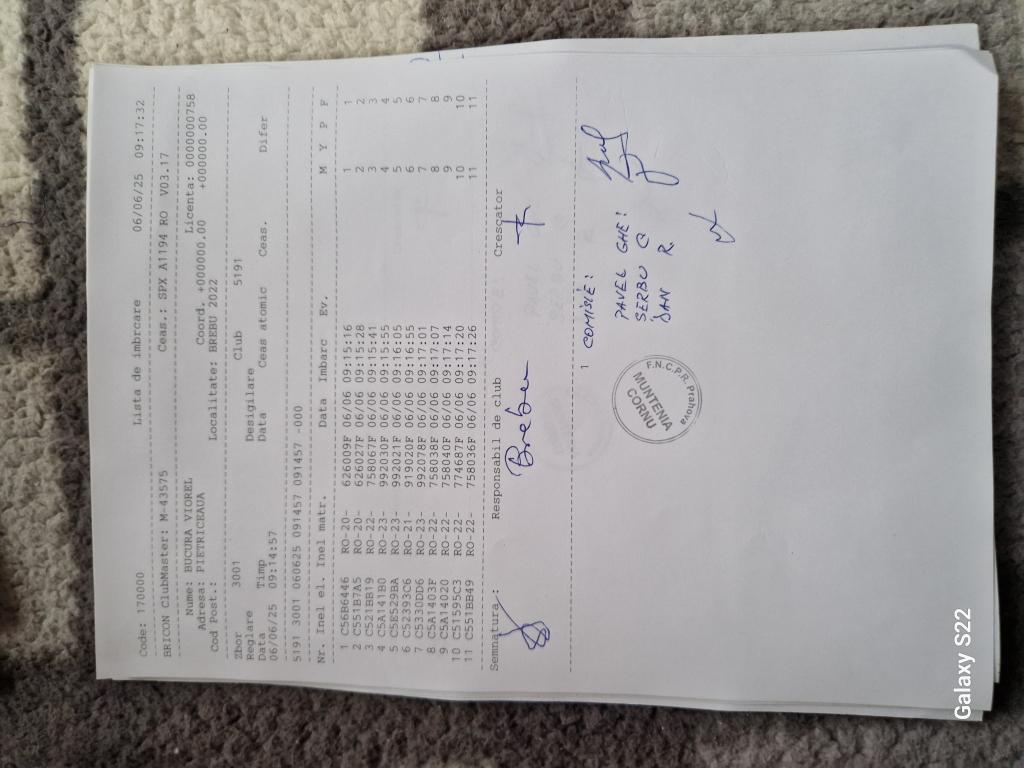 Code: 170000 Lista de imbrcare 06/06/25 09:17:32
BRICON ClubMaster: M-43575 Ceas.: SPX A1194 RO V03.17
Nume: BUCURA VIOREL Licenta: 0000000758
Adresa: PIETRICEAUA Coord. +000000.00 +000000.00
Cod Post.: Localitate: BREBU 2022
Zbor 3001 Club 5191
Reglare Desigilare
Data Timp Data Ceas atomic Ceas. Difer
06/06/25 09:14:57
5191 3001 060625 091457 091457 -000
Nr. Inel el. Inel matr. Data Imbarc Ev. M Y P F
1 C56B6446 RO-20- 626009F 06/06 09:15:16 1 1
2 C551B7A5 RO-20- 626027F 06/06 09:15:28 2 2
3 C521BB19 RO-22- 758067F 06/06 09:15:41 3 3
4 C5A141B0 RO-23- 992030F 06/06 09:15:55 4 4
5 C5E529BA RO-23- 992021F 06/06 09:16:05 5 5
6 C52393C6 RO-21- 919020F 06/06 09:16:55 6 6
7 C5330DD6 RO-23- 992078F 06/06 09:17:01 7 7
8 C5A14D3F RO-22- 758038F 06/06 09:17:07 8 8
9 C5A14020 RO-22- 758040F 06/06 09:17:14 9 9
10 C51595C3 RO-22- 774687F 06/06 09:17:20 10 10
11 C551BB49 RO-22- 758036F 06/06 09:17:26 11 11
Semnatura.: Responsabil de club Crescator
Brebu
1
COMISIE:
PAVEL GHE:
SERBU C
DAN R.
F.N.C.P.R. Prahova
MUNTENIA
CORNU
Galaxy S22